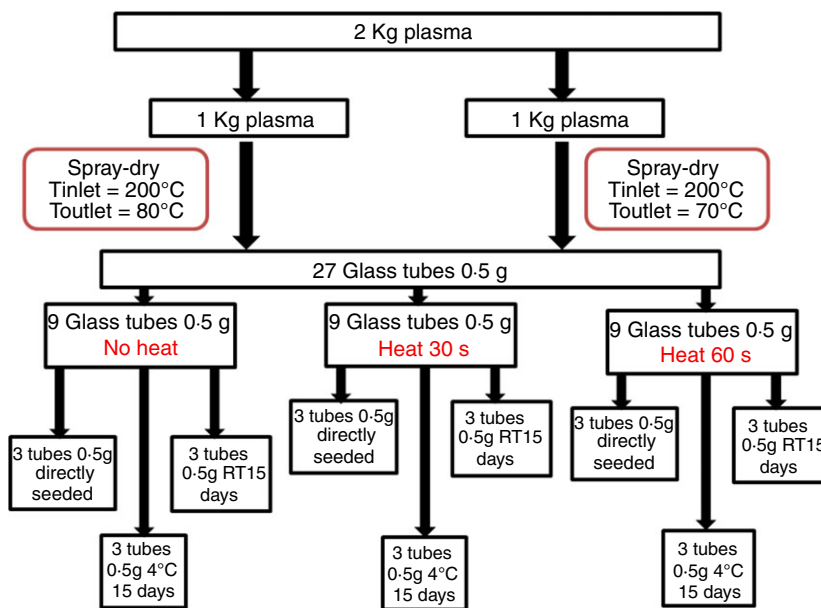 2 Kg plasma
1 Kg plasma
1 Kg plasma
Spray-dry
Tinlet = 200°C
Toutlet = 80°C
Spray-dry
Tinlet = 200°C
Toutlet = 70°C
27 Glass tubes 0·5 g
9 Glass tubes 0·5 g
No heat
9 Glass tubes 0·5 g
Heat 30 s
9 Glass tubes 0·5 g
Heat 60 s
3 tubes 0·5g
directly
seeded
3 tubes
0·5g RT15
days
3 tubes 0·5g
directly
seeded
3 tubes
0·5g RT15
days
3 tubes 0·5g
directly
seeded
3 tubes
0·5g RT15
days
3 tubes
0·5g 4°C
15 days
3 tubes
0·5g 4°C
15 days
3 tubes
0·5g 4°C
15 days